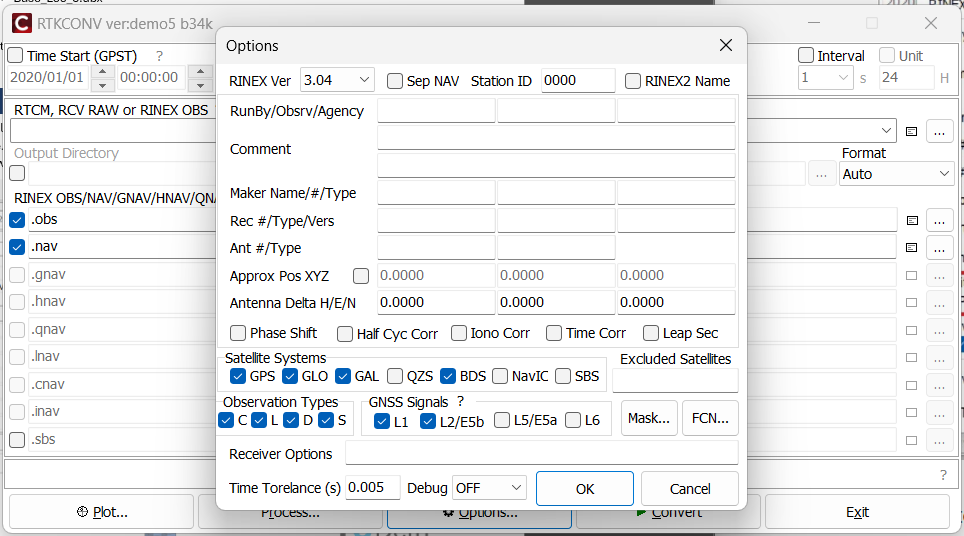 RTKCONV ver:demo5 b34k
Time Start (GPST) ?
2020/01/01 00:00:00
Interval Unit
1 s 24 H
RTCM, RCV RAW or RINEX OBS
...
Output Directory
Format
... Auto
RINEX OBS/NAV/GNAV/HNAV/QNA
.obs ...
.nav ...
.gnav ...
.hnav ...
.qnav ...
.lnav ...
.cnav ...
.inav ...
.sbs ...
?
Plot... Process... Options... Convert Exit
Options
RINEX Ver 3.04 Sep NAV Station ID 0000 RINEX2 Name
RunBy/Obsrv/Agency
Comment
Maker Name/#/Type
Rec #/Type/Vers
Ant #/Type
Approx Pos XYZ 0.0000 0.0000 0.0000
Antenna Delta H/E/N 0.0000 0.0000 0.0000
Phase Shift Half Cyc Corr Iono Corr Time Corr Leap Sec
Satellite Systems Excluded Satellites
GPS GLO GAL QZS BDS NavIC SBS
Observation Types GNSS Signals ?
C L D S L1 L2/E5b L5/E5a L6 Mask... FCN...
Receiver Options
Time Torelance (s) 0.005 Debug OFF OK Cancel